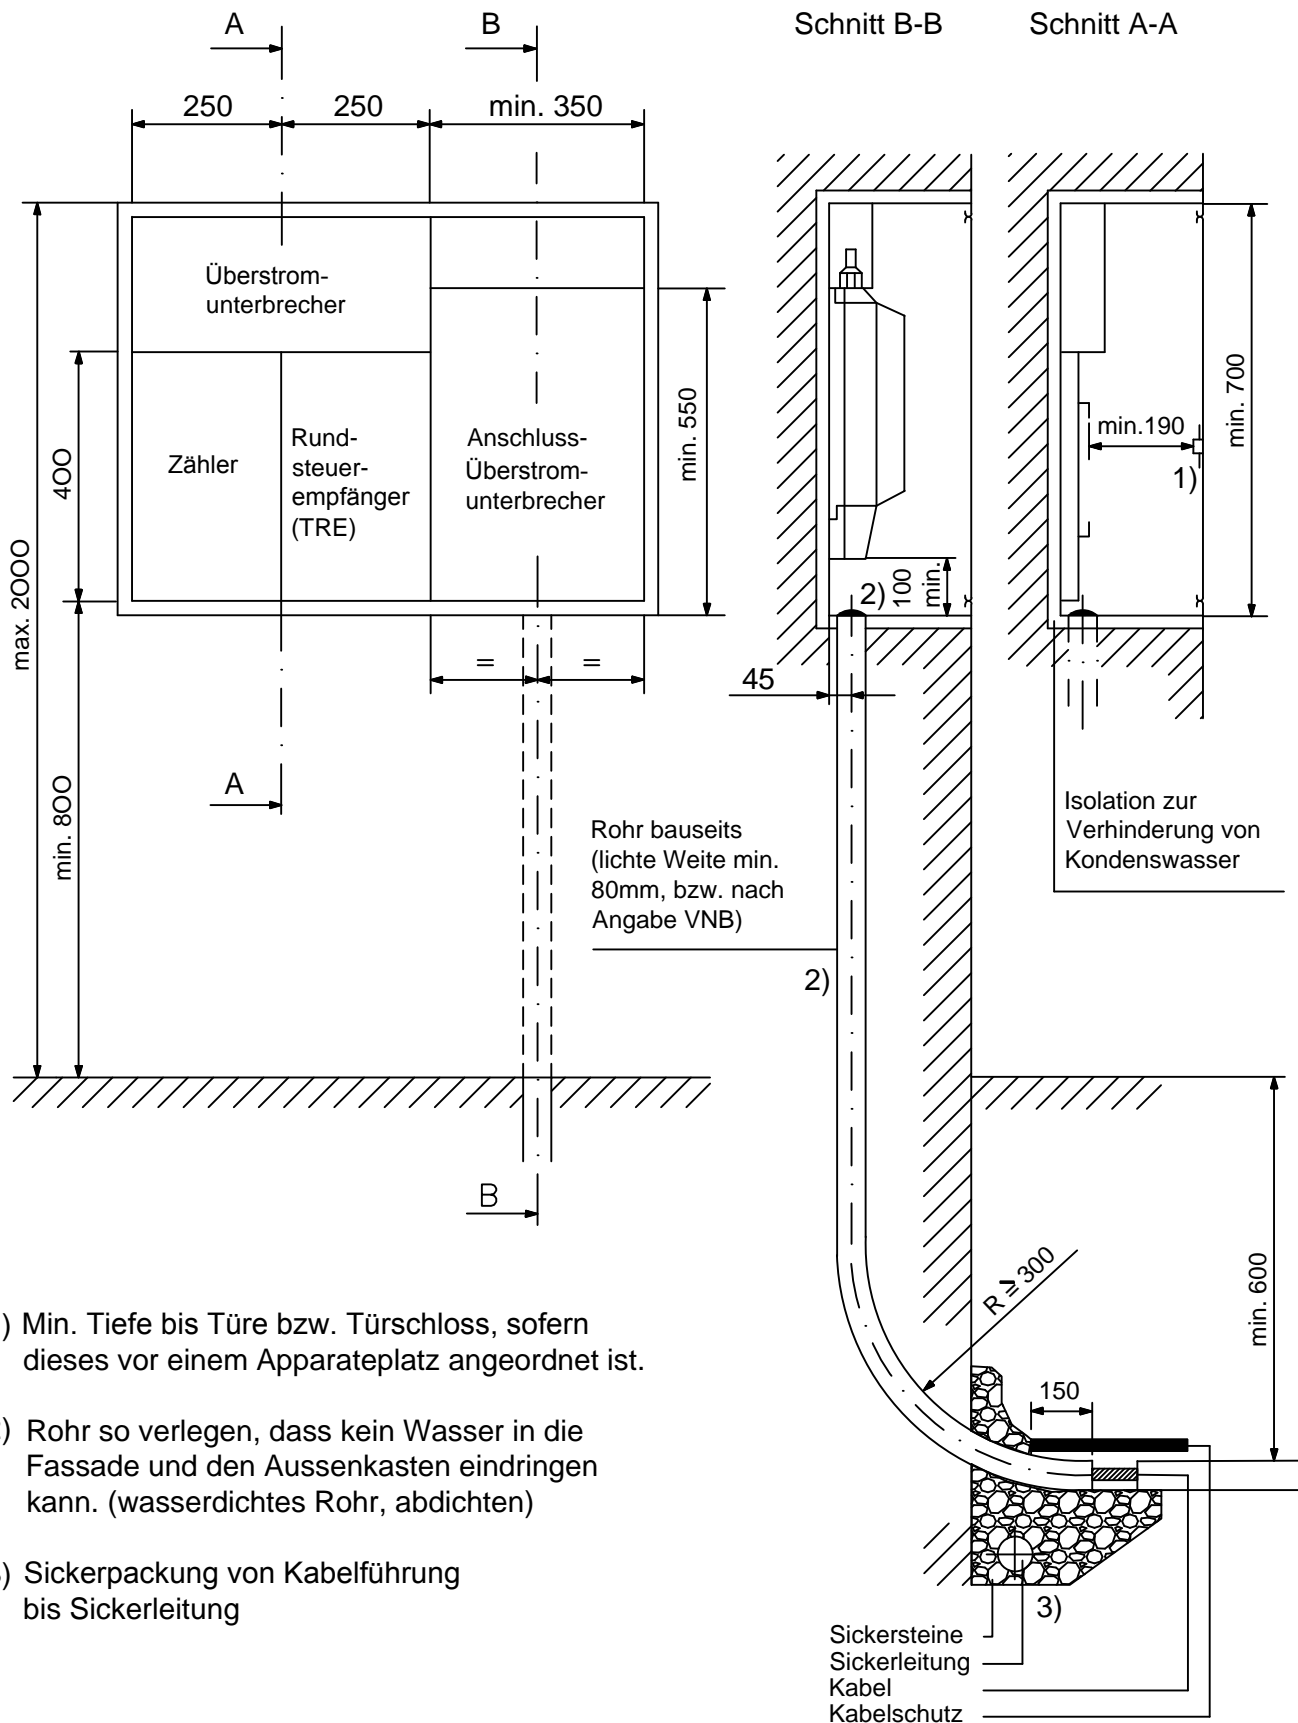 A
B
Schnitt B-B
Schnitt A-A
250
250
min. 350
Überstrom-
unterbrecher
Zähler
Rund-
steuer-
empfänger
(TRE)
Anschluss-
Überstrom-
unterbrecher
400
max. 2000
min. 800
min. 550
=
=
A
B
2)
100
min.
45
min.190
1)
min. 700
Rohr bauseits
(lichte Weite min.
80mm, bzw. nach
Angabe VNB)
2)
Isolation zur
Verhinderung von
Kondenswasser
R ≥ 300
min. 600
150
3)
Sickersteine
Sickerleitung
Kabel
Kabelschutz
) Min. Tiefe bis Türe bzw. Türschloss, sofern
dieses vor einem Apparateplatz angeordnet ist.
) Rohr so verlegen, dass kein Wasser in die
Fassade und den Aussenkasten eindringen
kann. (wasserdichtes Rohr, abdichten)
) Sickerpackung von Kabelführung
bis Sickerleitung